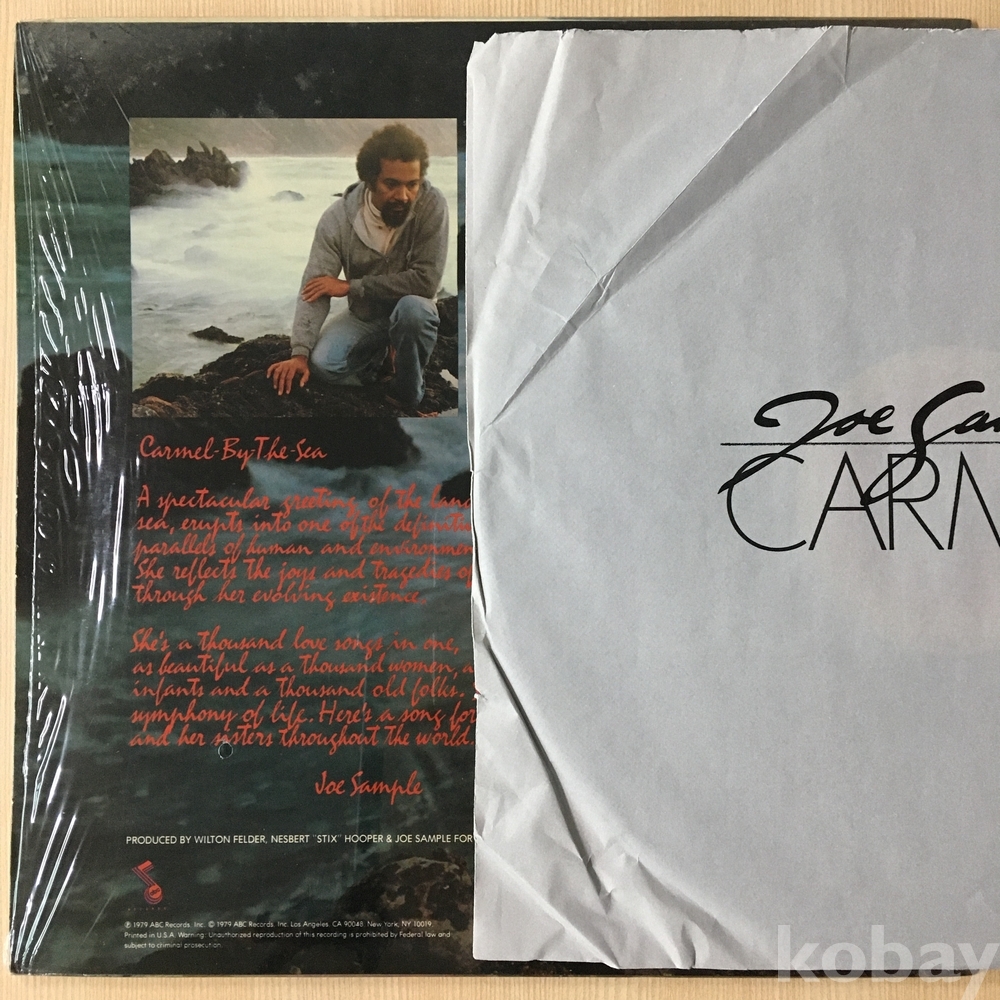 Carmel-By-The-Sea
A spectacular greeting of the land
sea, erupts into one of the definitiv
parallels of human and environmen
She reflects the joys and tragedies of
through her evolving existence.
She's a thousand love songs in one,
as beautiful as a thousand women, a
infants and a thousand old folks.
symphony of life. Here's a song for
and her sisters throughout the world.
Joe Sample
PRODUCED BY WILTON FELDER, NESBERT "STIX" HOOPER & JOE SAMPLE FOR
℗ 1979 ABC Records, Inc. © 1979 ABC Records, Inc. Los Angeles, CA 90048. New York, NY 10019.
Printed in U.S.A. Warning: Unauthorized reproduction of this recording is prohibited by Federal law and
subject to criminal prosecution.
Joe Sam
CARM
kobay